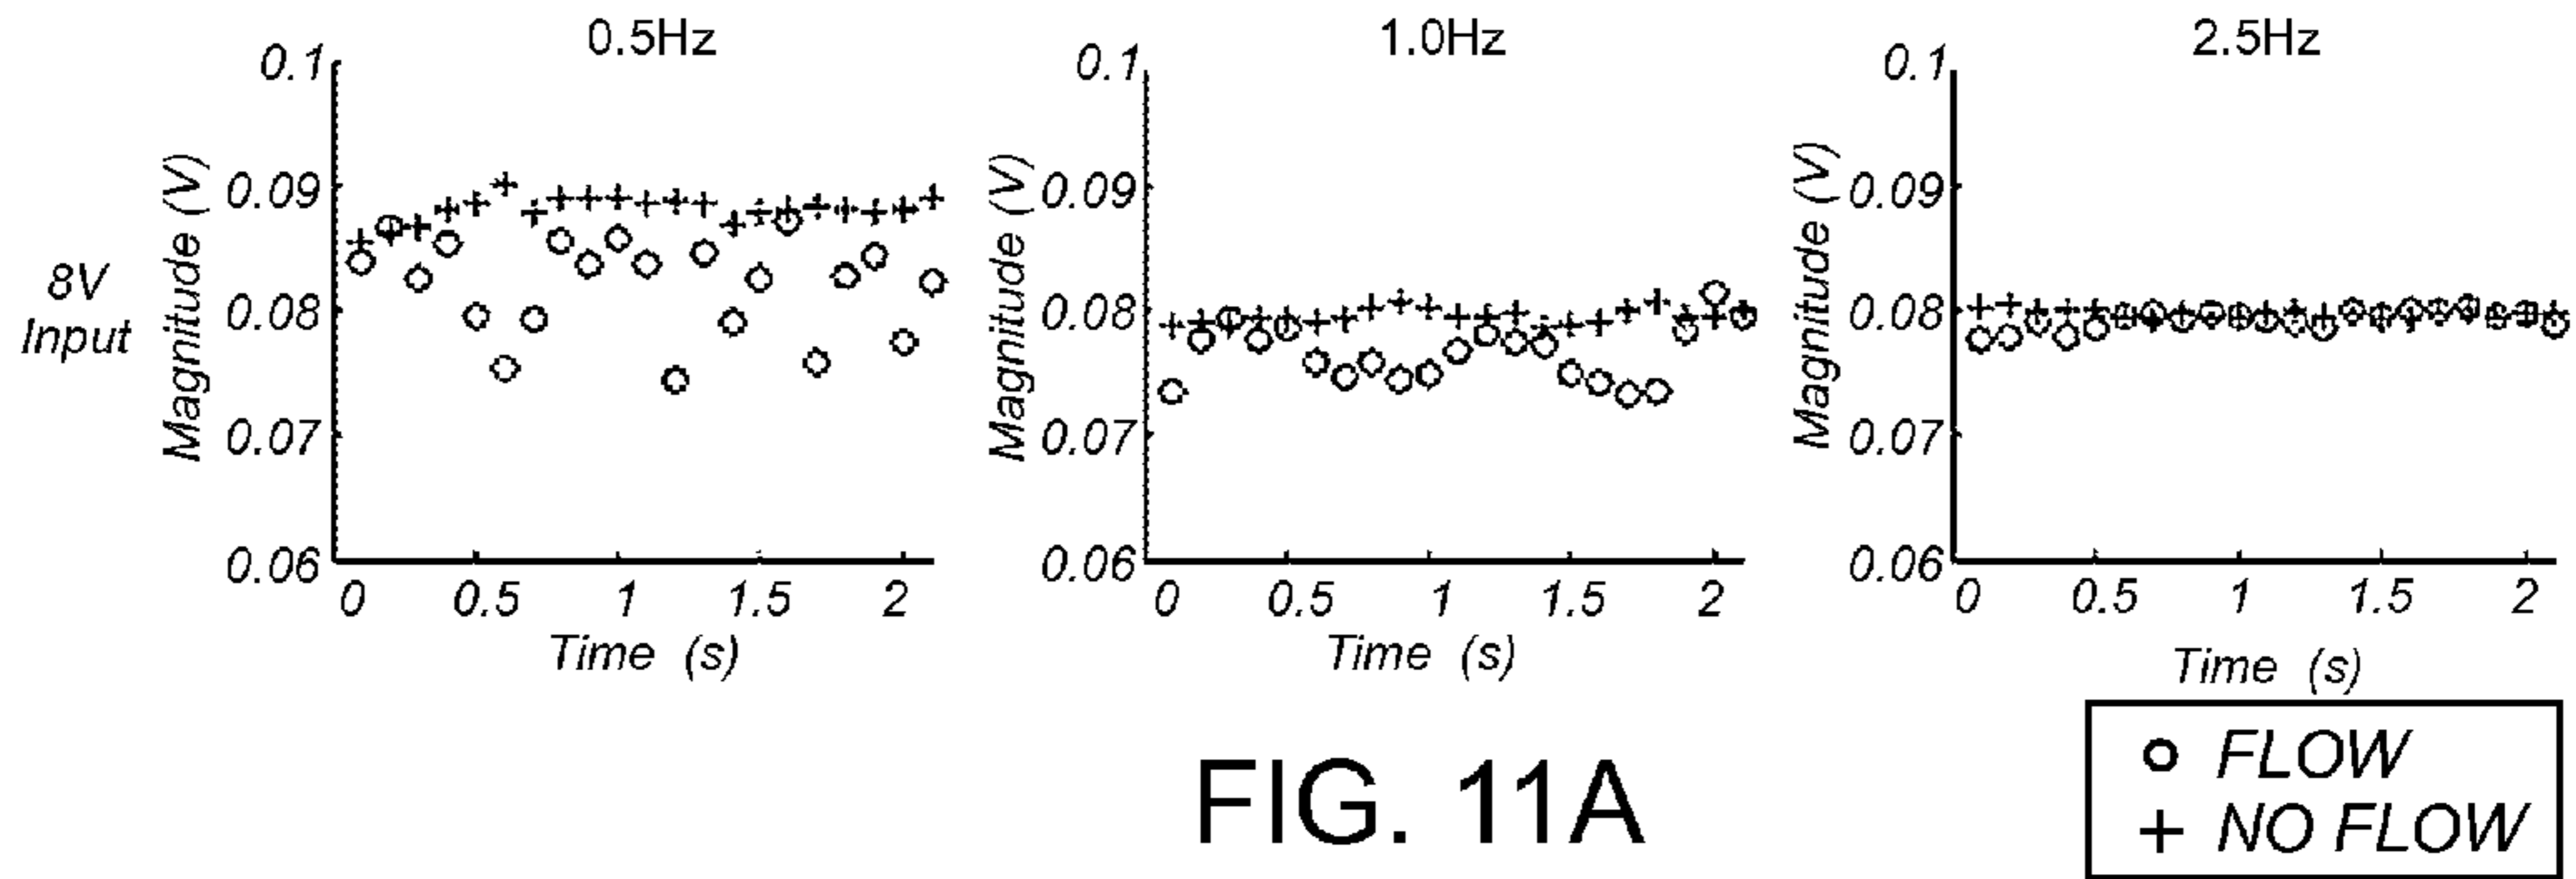 0.5Hz
0.1
0.09
0.08
0.07
0.06
Magnitude (V)
0 0.5 1 1.5 2
Time (s)
8V
Input
1.0Hz
0.1
0.09
0.08
0.07
0.06
Magnitude (V)
0 0.5 1 1.5 2
Time (s)
2.5Hz
0.1
0.09
0.08
0.07
0.06
Magnitude (V)
0 0.5 1 1.5 2
Time (s)
FLOW
NO FLOW
FIG. 11A